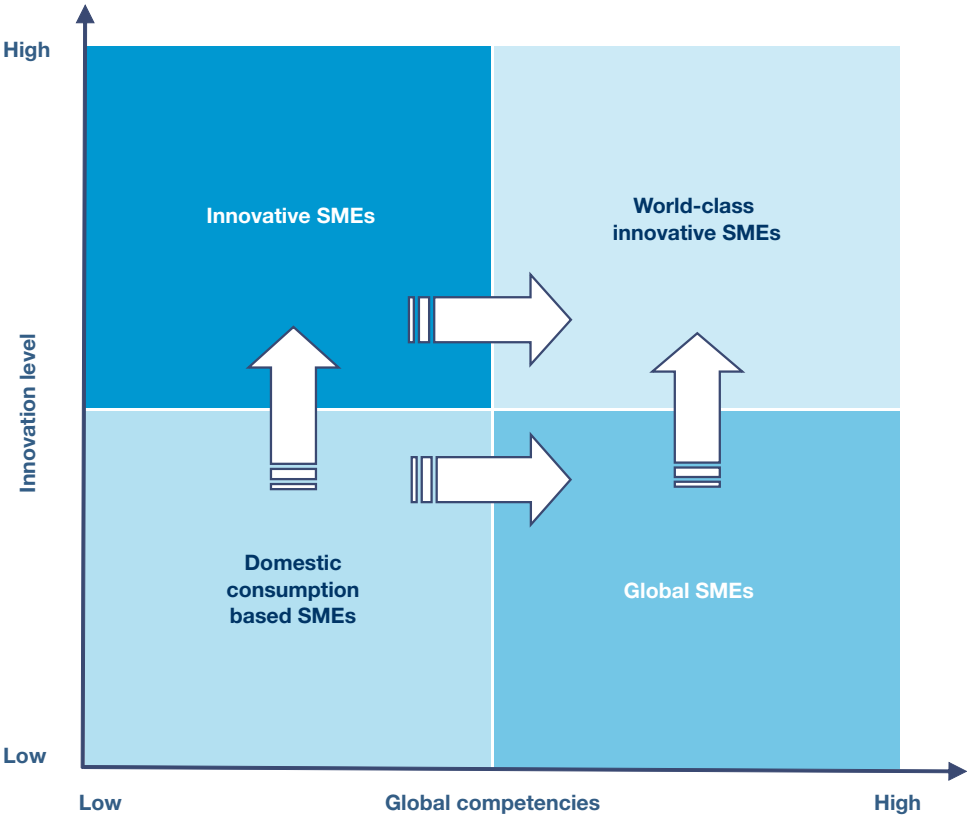 High
Innovative SMEs
World-class
innovative SMEs
Innovation level
Domestic
consumption
based SMEs
Global SMEs
Low
Low
Global competencies
High